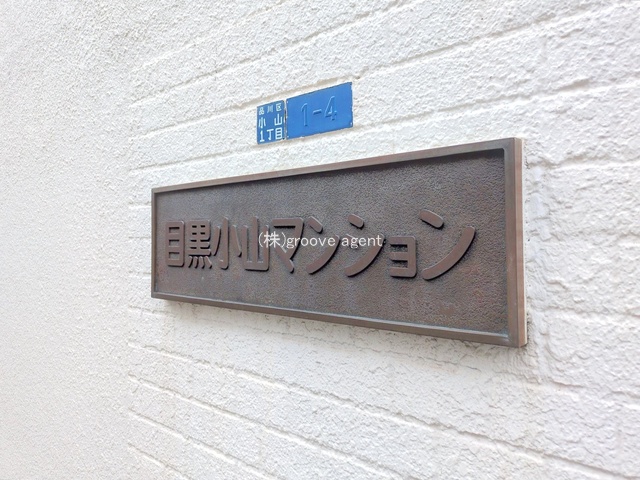 品川区
小山
1丁目
1-4
目黒小山マンション
(株)groove agent